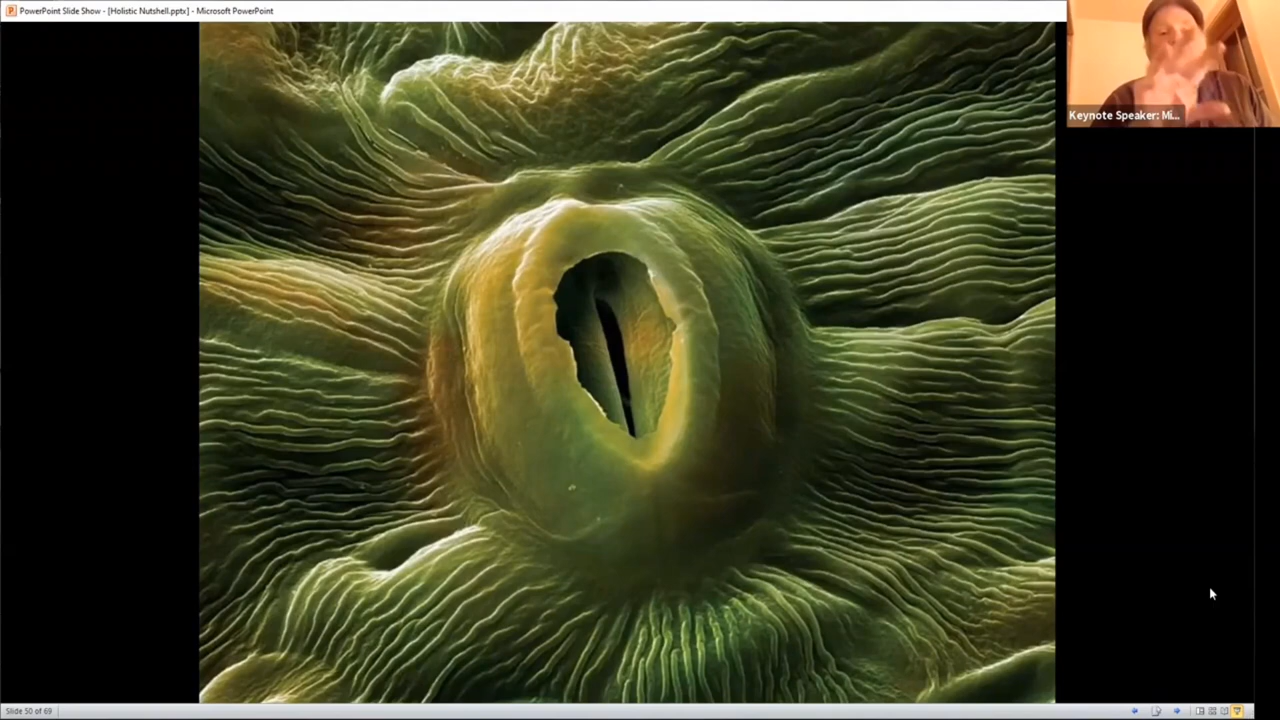 PowerPoint Slide Show - [Holistic Nutshell.pptx] - Microsoft PowerPoint
Keynote Speaker: Mi...
Slide 50 of 69